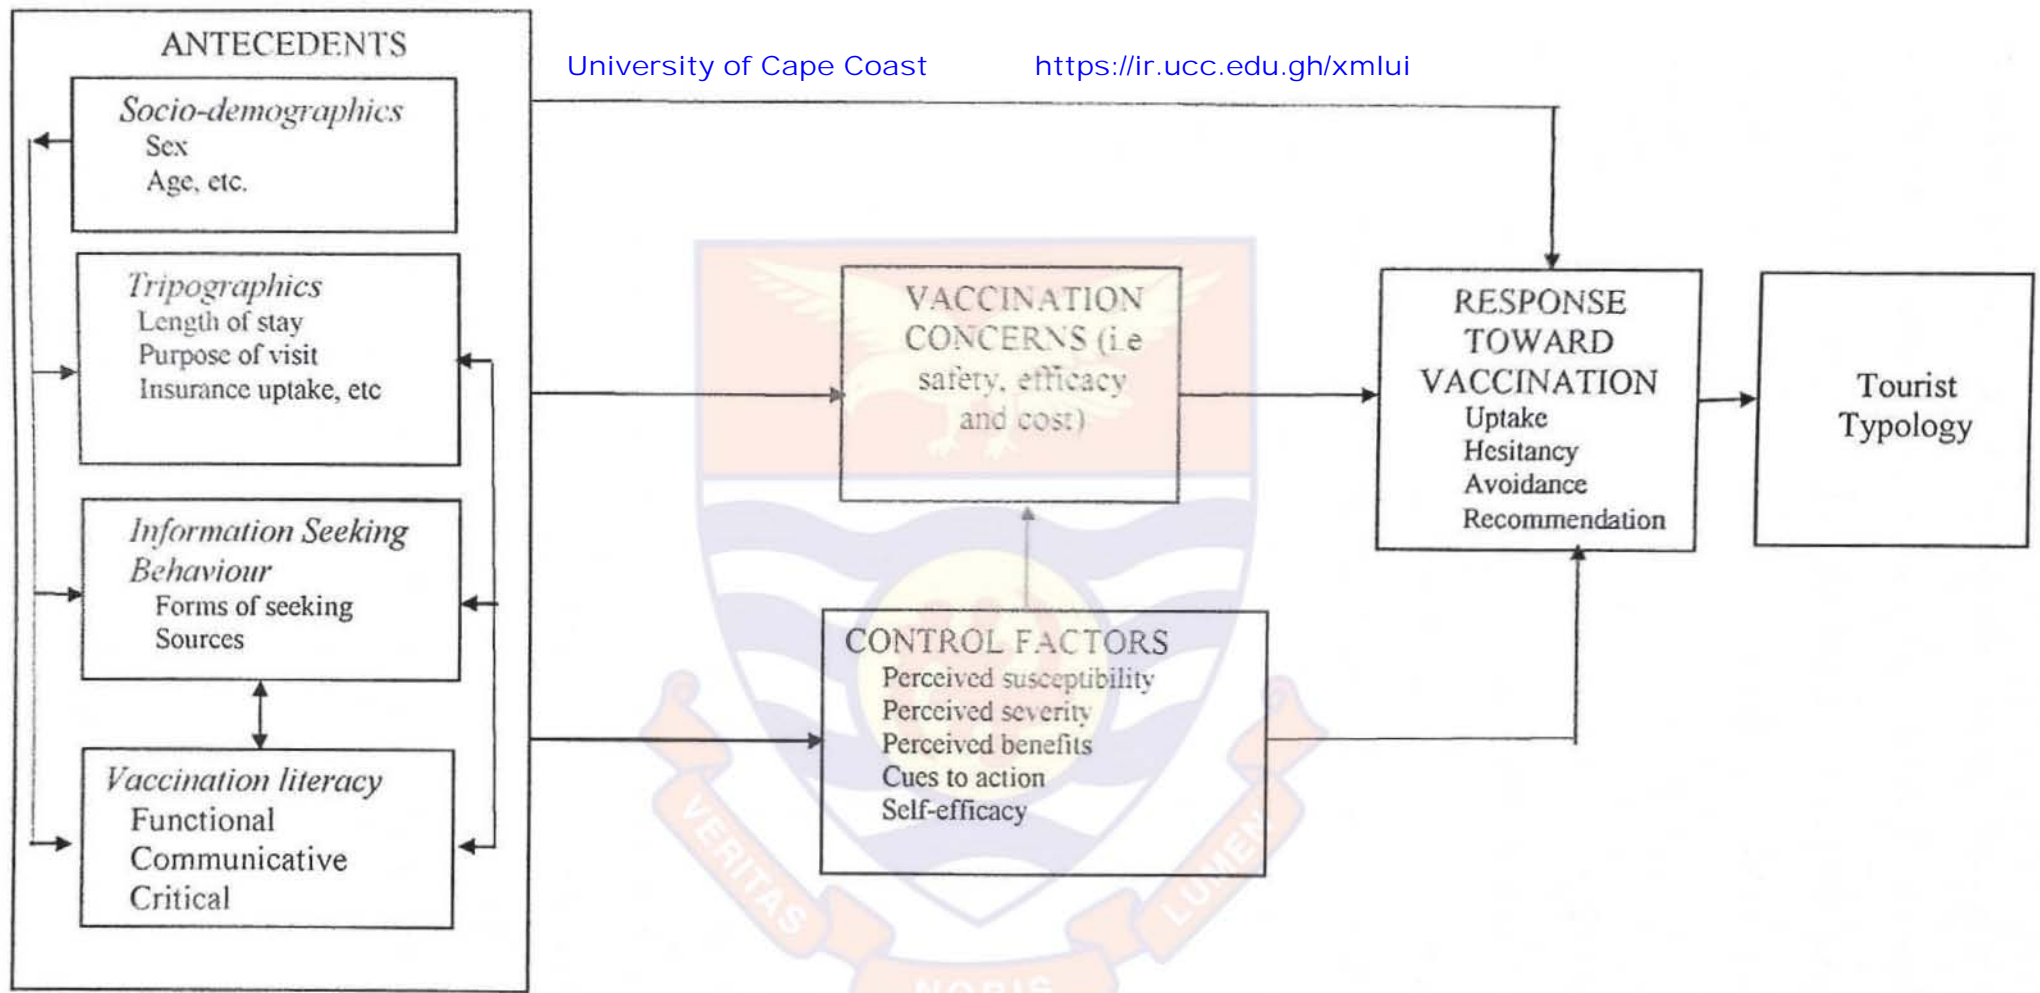 University of Cape Coast https://ir.ucc.edu.gh/xmlui
ANTECEDENTS
Socio-demographics
Sex
Age, etc.
Tripographics
Length of stay
Purpose of visit
Insurance uptake, etc
Information Seeking
Behaviour
Forms of seeking
Sources
Vaccination literacy
Functional
Communicative
Critical
VACCINATION
CONCERNS (i.e
safety, efficacy
and cost)
CONTROL FACTORS
Perceived susceptibility
Perceived severity
Perceived benefits
Cues to action
Self-efficacy
RESPONSE
TOWARD
VACCINATION
Uptake
Hesitancy
Avoidance
Recommendation
Tourist
Typology
VERITAS
NOBIS
LUMEN